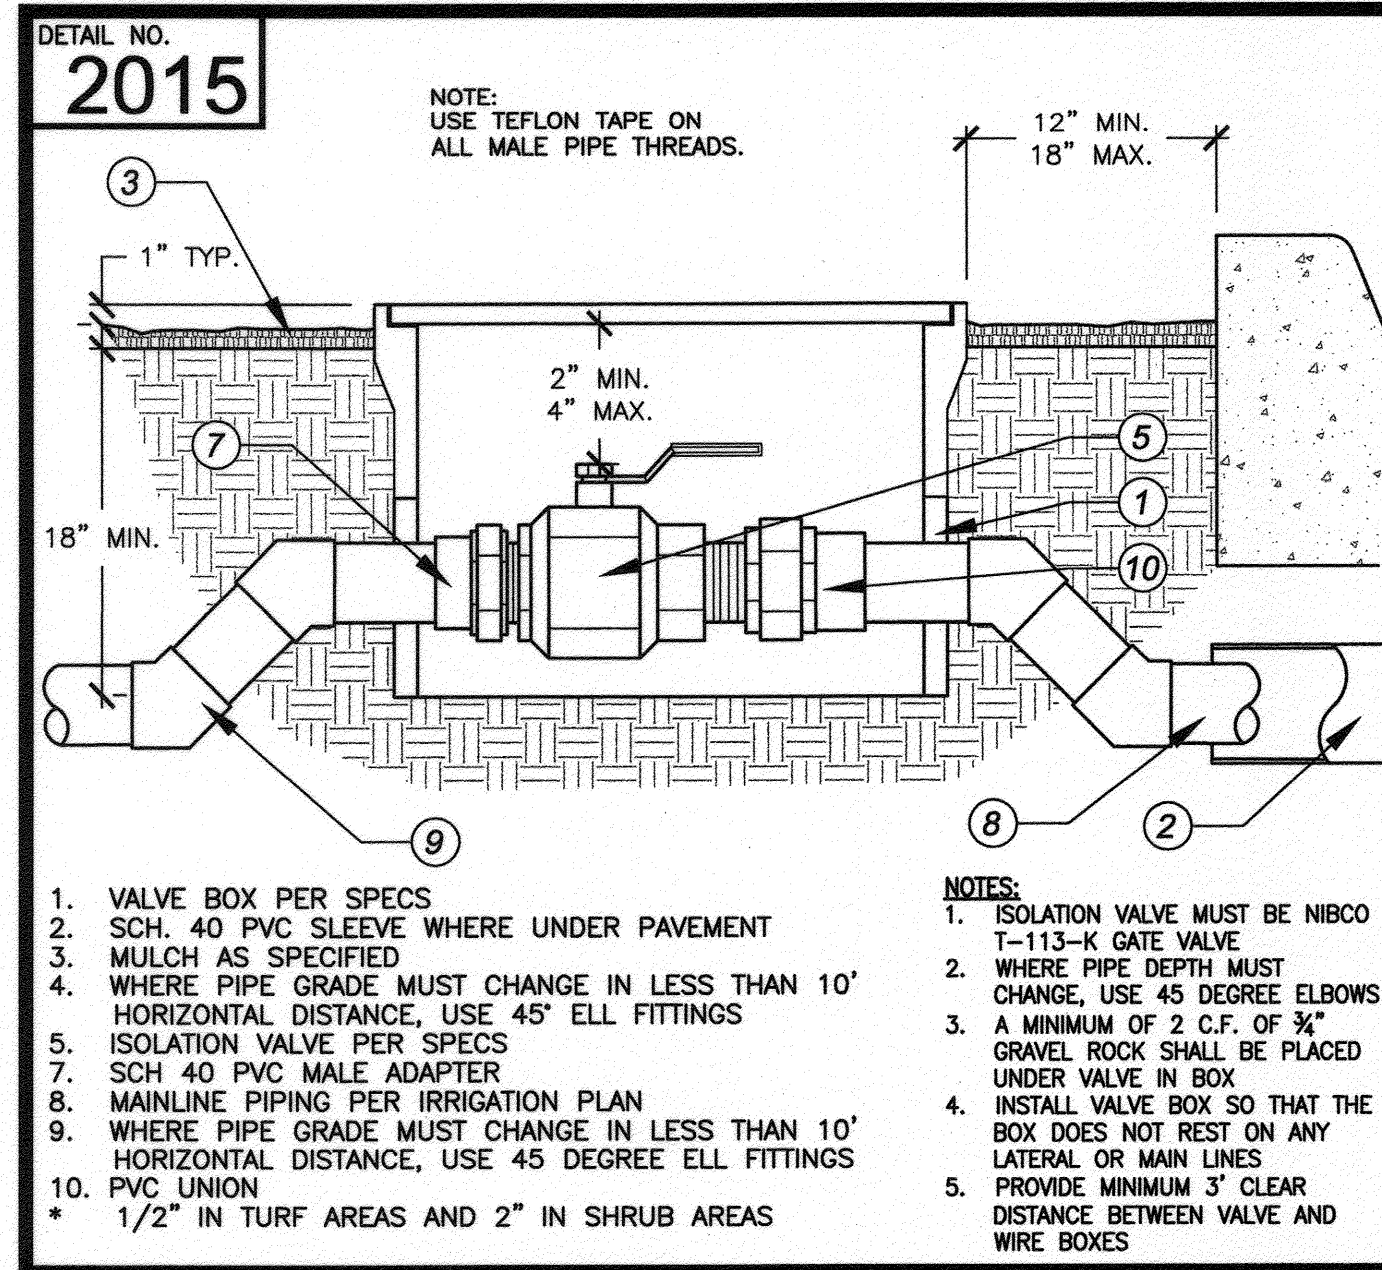 DETAIL NO.
2015
NOTE:
USE TEFLON TAPE ON
ALL MALE PIPE THREADS.
12" MIN.
18" MAX.
3
1" TYP.
2" MIN.
4" MAX.
7
5
1
18" MIN.
10
8
2
9
1. VALVE BOX PER SPECS
2. SCH. 40 PVC SLEEVE WHERE UNDER PAVEMENT
3. MULCH AS SPECIFIED
4. WHERE PIPE GRADE MUST CHANGE IN LESS THAN 10'
HORIZONTAL DISTANCE, USE 45° ELL FITTINGS
5. ISOLATION VALVE PER SPECS
7. SCH 40 PVC MALE ADAPTER
8. MAINLINE PIPING PER IRRIGATION PLAN
9. WHERE PIPE GRADE MUST CHANGE IN LESS THAN 10'
HORIZONTAL DISTANCE, USE 45 DEGREE ELL FITTINGS
10. PVC UNION
* 1/2" IN TURF AREAS AND 2" IN SHRUB AREAS
NOTES:
1. ISOLATION VALVE MUST BE NIBCO
T-113-K GATE VALVE
2. WHERE PIPE DEPTH MUST
CHANGE, USE 45 DEGREE ELBOWS
3. A MINIMUM OF 2 C.F. OF ¾"
GRAVEL ROCK SHALL BE PLACED
UNDER VALVE IN BOX
4. INSTALL VALVE BOX SO THAT THE
BOX DOES NOT REST ON ANY
LATERAL OR MAIN LINES
5. PROVIDE MINIMUM 3' CLEAR
DISTANCE BETWEEN VALVE AND
WIRE BOXES